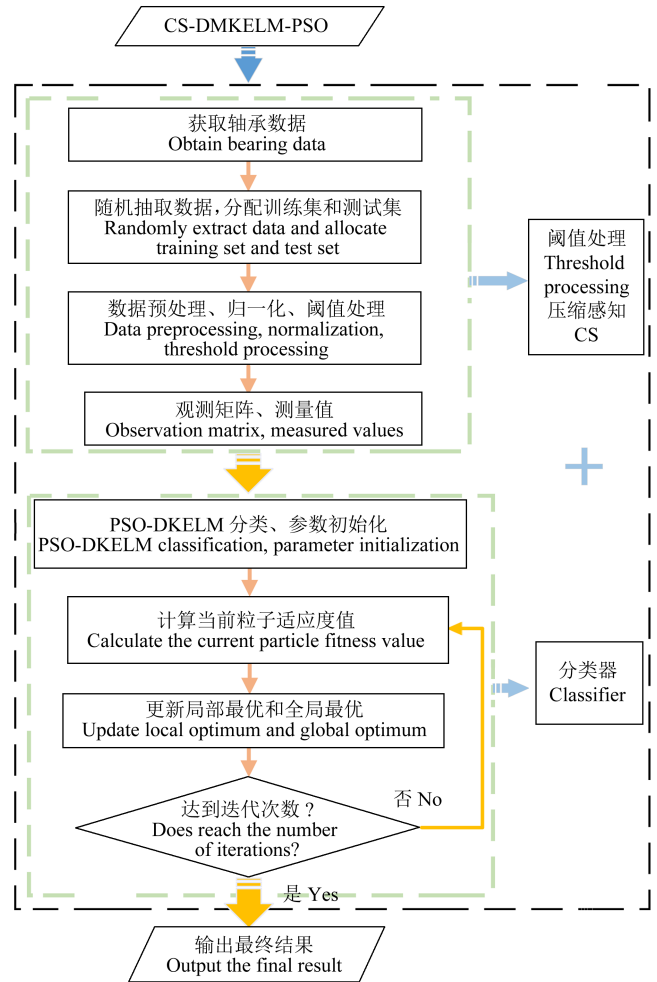 CS-DMKELM-PSO
获取轴承数据
Obtain bearing data
随机抽取数据,分配训练集和测试集
Randomly extract data and allocate
training set and test set
数据预处理、归一化、阈值处理
Data preprocessing, normalization,
threshold processing
观测矩阵、测量值
Observation matrix, measured values
阈值处理
Threshold
processing
压缩感知
CS
PSO-DKELM 分类、参数初始化
PSO-DKELM classification, parameter initialization
计算当前粒子适应度值
Calculate the current particle fitness value
更新局部最优和全局最优
Update local optimum and global optimum
分类器
Classifier
达到迭代次数?
Does reach the number
of iterations?
否 No
是 Yes
输出最终结果
Output the final result